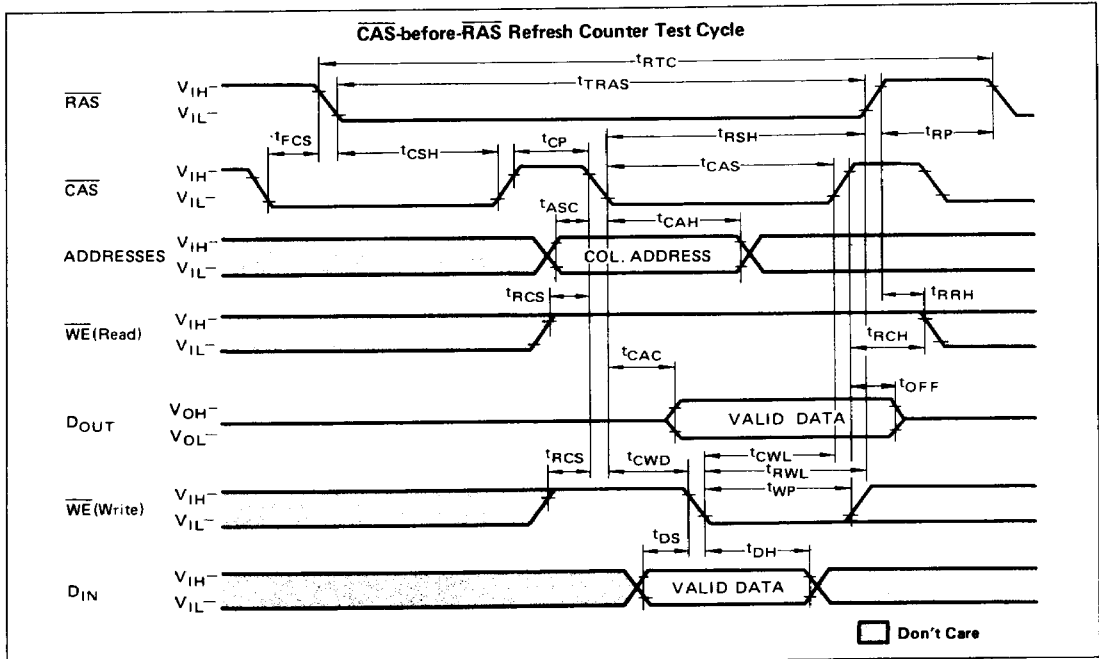 CAS-before-RAS Refresh Counter Test Cycle
tRTC
tTRAS
RAS
VIH
VIL
tFCS
tCSH
tCP
tRSH
tRP
tCAS
CAS
VIH
VIL
tASC
tCAH
ADDRESSES
VIH
VIL
COL. ADDRESS
tRCS
tRRH
WE(Read)
VIH
VIL
tRCH
tCAC
tOFF
DOUT
VOH
VOL
VALID DATA
tRCS
tCWD
tCWL
tRWL
tWP
WE(Write)
VIH
VIL
tDS
tDH
DIN
VIH
VIL
VALID DATA
Don't Care